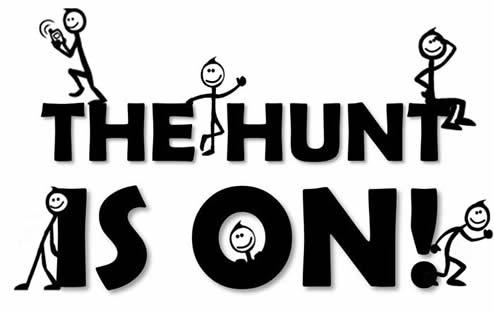 THE HUNT
IS ON!